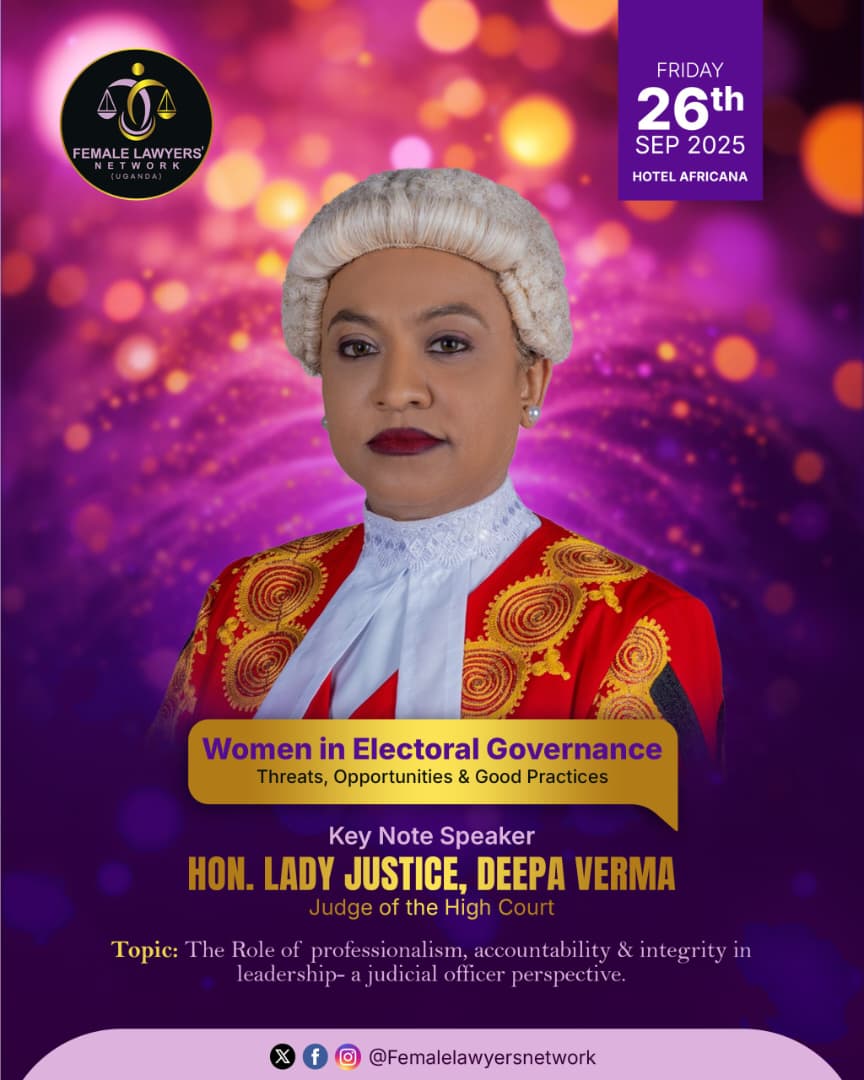 FEMALE LAWYERS'
NETWORK
(UGANDA)
FRIDAY
26th
SEP 2025
HOTEL AFRICANA
Women in Electoral Governance
Threats, Opportunities & Good Practices
Key Note Speaker
HON. LADY JUSTICE, DEEPA VERMA
Judge of the High Court
Topic: The Role of professionalism, accountability & integrity in
leadership- a judicial officer perspective.
@Femalelawyersnetwork